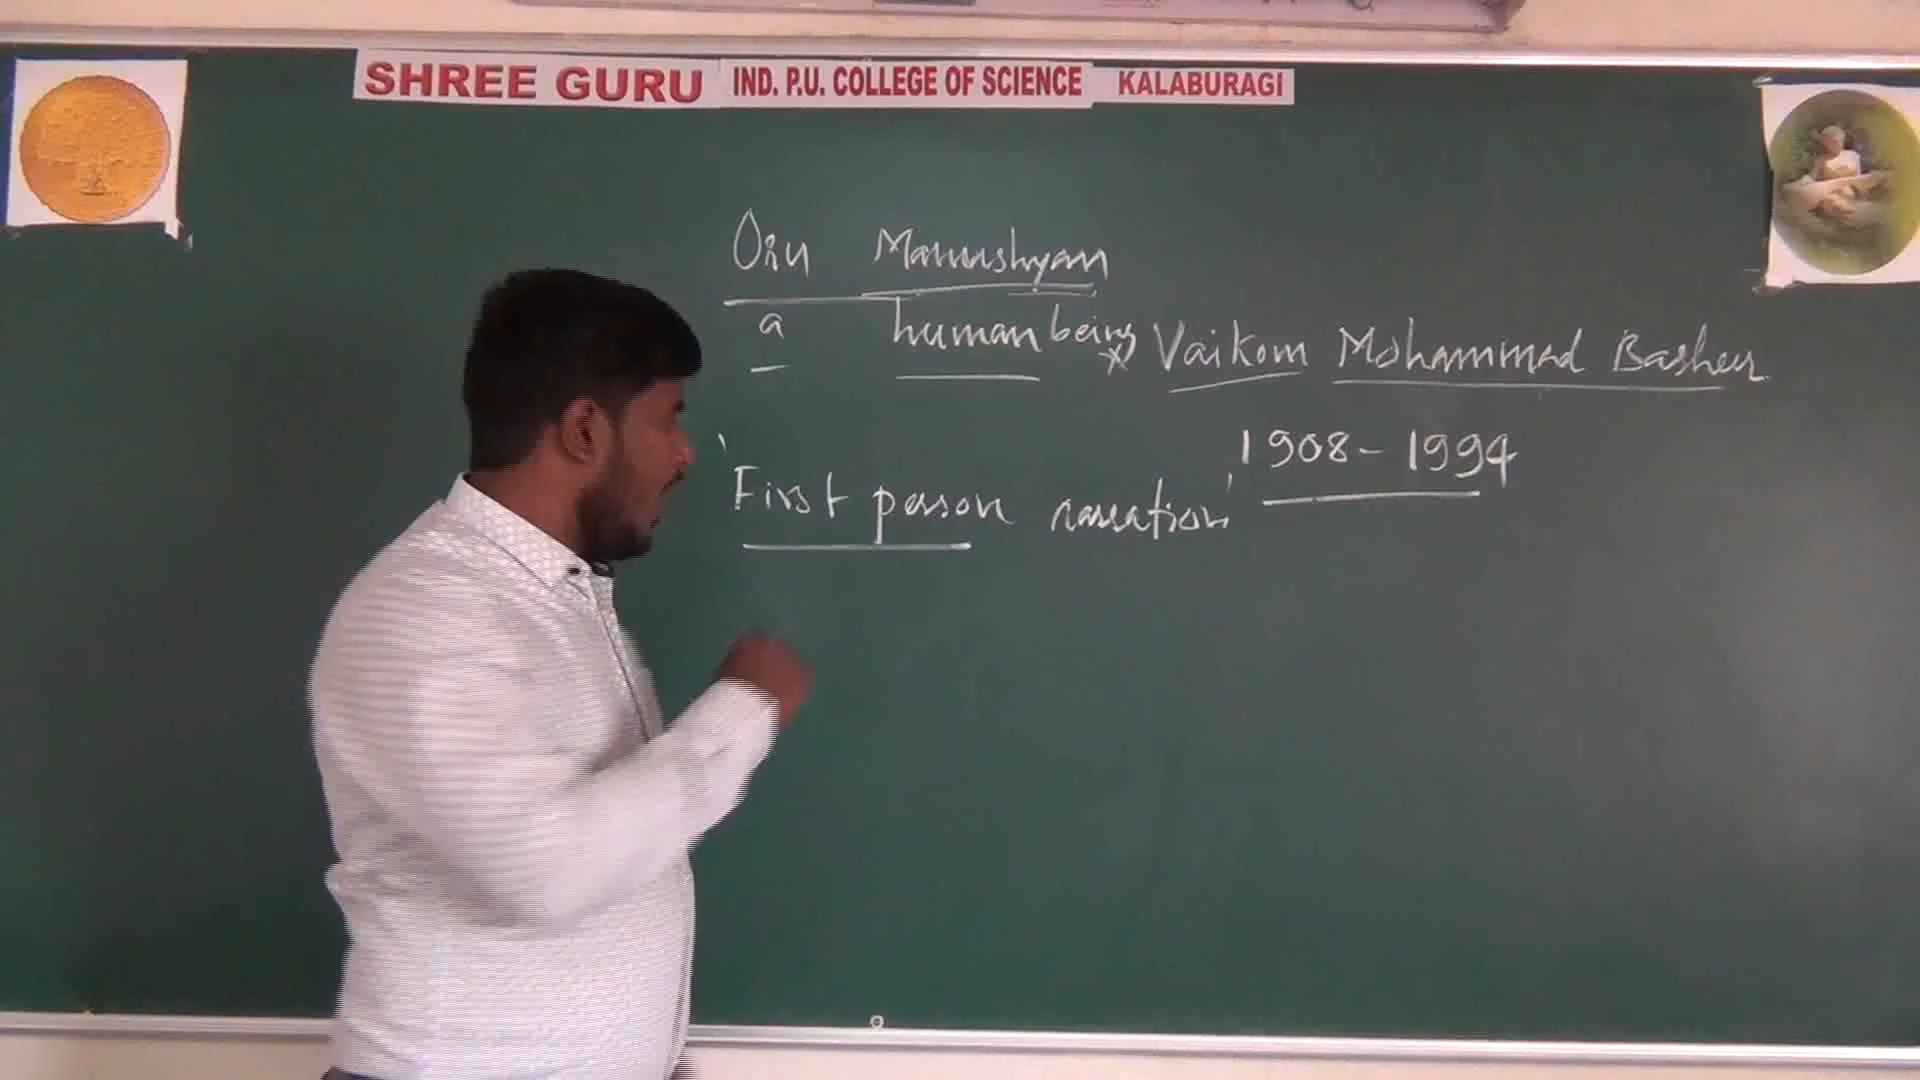 SHREE GURU IND. P.U. COLLEGE OF SCIENCE KALABURAGI
Oru Manushyan
a human being
* Vaikom Mohammad Basheer
1908 - 1994
'First person narration'